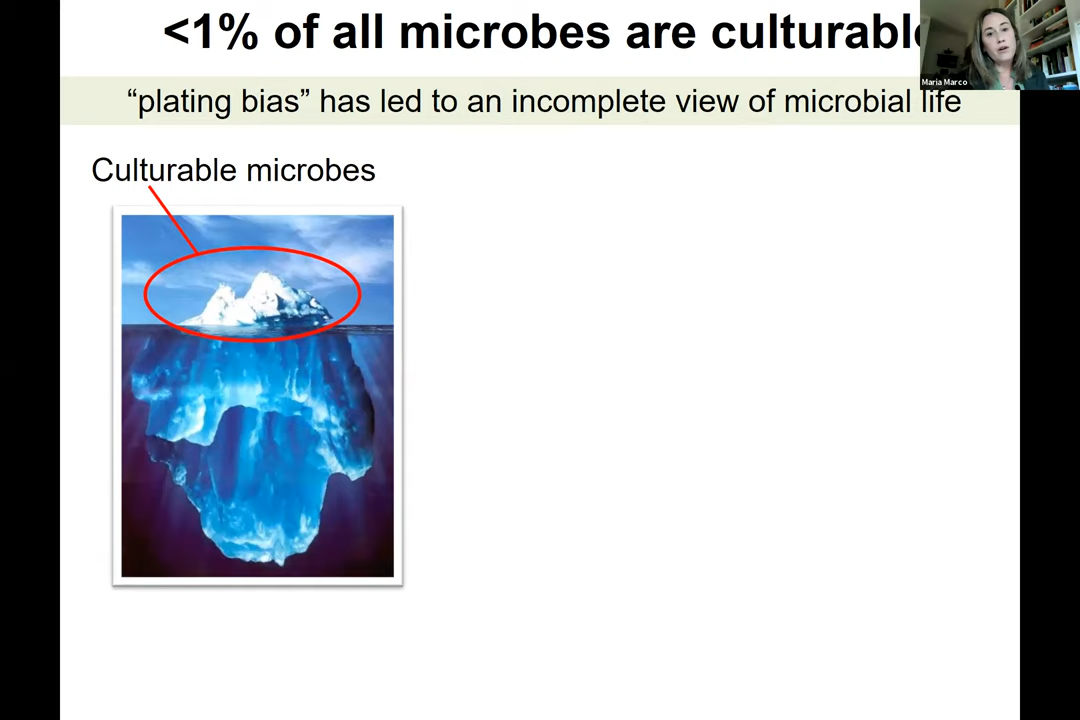 <1% of all microbes are culturable
Maria Marco
“plating bias” has led to an incomplete view of microbial life
Culturable microbes